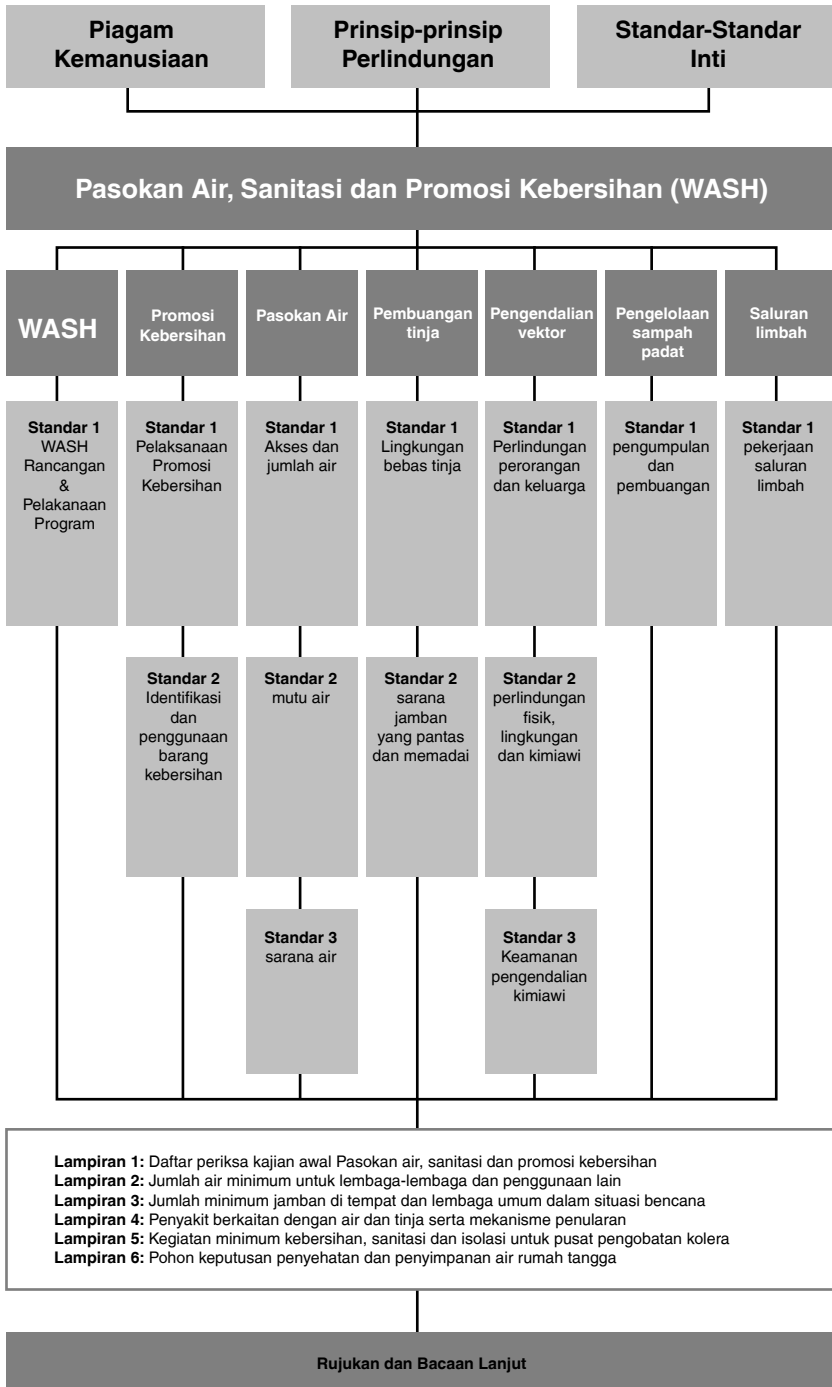 Piagam
Kemanusiaan
Prinsip-prinsip
Perlindungan
Standar-Standar
Inti
Pasokan Air, Sanitasi dan Promosi Kebersihan (WASH)
WASH
Promosi
Kebersihan
Pasokan Air
Pembuangan
tinja
Pengendalian
vektor
Pengelolaan
sampah
padat
Saluran
limbah
Standar 1
WASH
Rancangan
&
Pelakanaan
Program
Standar 1
Pelaksanaan
Promosi
Kebersihan
Standar 1
Akses dan
jumlah air
Standar 1
Lingkungan
bebas tinja
Standar 1
Perlindungan
perorangan
dan keluarga
Standar 1
pengumpulan
dan
pembuangan
Standar 1
pekerjaan
saluran
limbah
Standar 2
Identifikasi
dan
penggunaan
barang
kebersihan
Standar 2
mutu air
Standar 2
sarana
jamban
yang pantas
dan memadai
Standar 2
perlindungan
fisik,
lingkungan
dan kimiawi
Standar 3
sarana air
Standar 3
Keamanan
pengendalian
kimiawi
Lampiran 1: Daftar periksa kajian awal Pasokan air, sanitasi dan promosi kebersihan
Lampiran 2: Jumlah air minimum untuk lembaga-lembaga dan penggunaan lain
Lampiran 3: Jumlah minimum jamban di tempat dan lembaga umum dalam situasi bencana
Lampiran 4: Penyakit berkaitan dengan air dan tinja serta mekanisme penularan
Lampiran 5: Kegiatan minimum kebersihan, sanitasi dan isolasi untuk pusat pengobatan kolera
Lampiran 6: Pohon keputusan penyehatan dan penyimpanan air rumah tangga
Rujukan dan Bacaan Lanjut